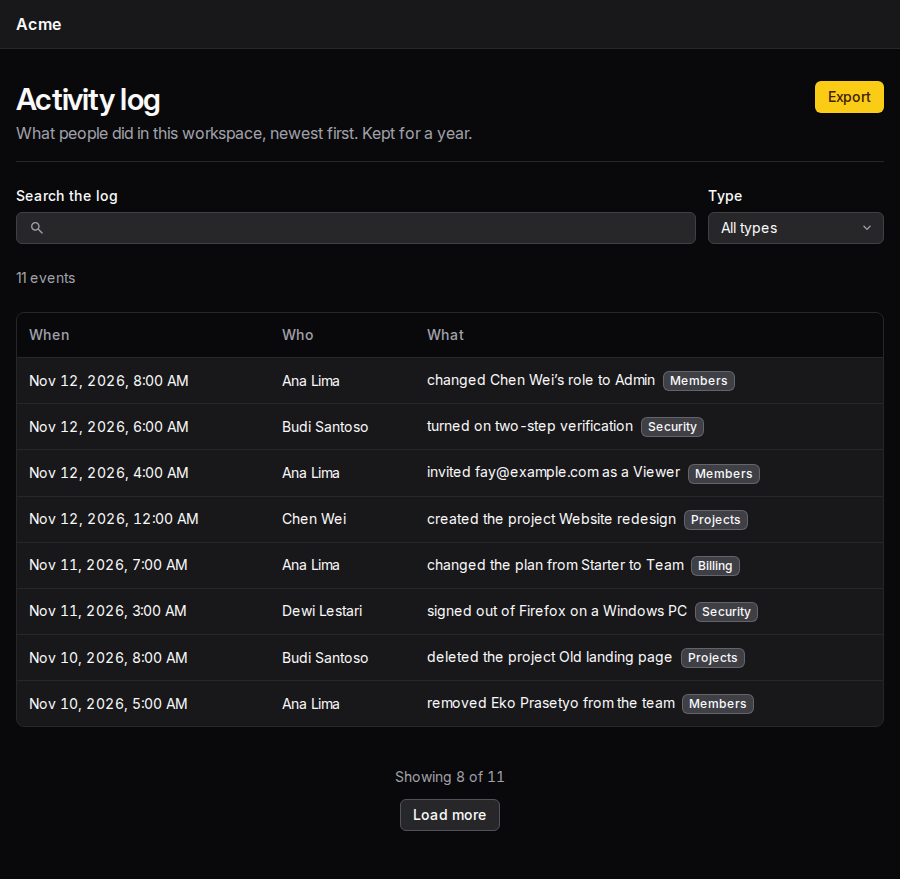 Acme
Activity log
Export
What people did in this workspace, newest first. Kept for a year.
Search the log
Type
All types
11 events
When Who What
Nov 12, 2026, 8:00 AM Ana Lima changed Chen Wei’s role to Admin Members
Nov 12, 2026, 6:00 AM Budi Santoso turned on two-step verification Security
Nov 12, 2026, 4:00 AM Ana Lima invited fay@example.com as a Viewer Members
Nov 12, 2026, 12:00 AM Chen Wei created the project Website redesign Projects
Nov 11, 2026, 7:00 AM Ana Lima changed the plan from Starter to Team Billing
Nov 11, 2026, 3:00 AM Dewi Lestari signed out of Firefox on a Windows PC Security
Nov 10, 2026, 8:00 AM Budi Santoso deleted the project Old landing page Projects
Nov 10, 2026, 5:00 AM Ana Lima removed Eko Prasetyo from the team Members
Showing 8 of 11
Load more